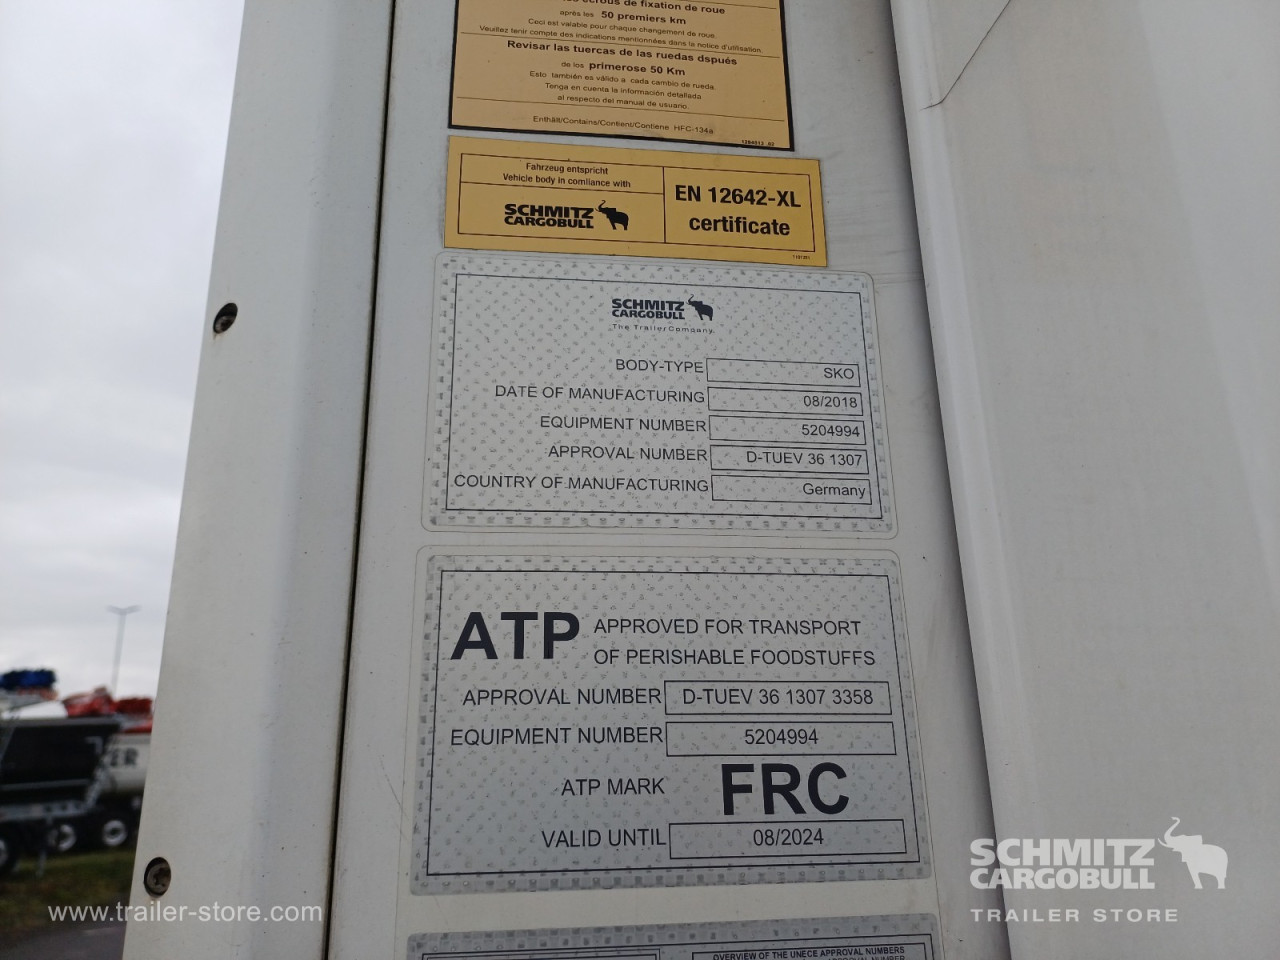 écrous de fixation de roue
après les 50 premiers km
Ceci est valable pour chaque changement de roue.
Veuillez tenir compte des indications mentionnées dans la notice d'utilisation.
Revisar las tuercas de las ruedas dspués
de los primerose 50 Km
Esto también es válido a cada cambio de rueda
Tenga en cuenta la información detallada
al respecto del manual de usuario.
Enthält/Contains/Contient/Contiene HFC-134a
Fahrzeug entspricht
Vehicle body in comliance with
SCHMITZ
CARGOBULL
EN 12642-XL
certificate
SCHMITZ
CARGOBULL
The TrailerCompany
BODY-TYPE SKO
DATE OF MANUFACTURING 08/2018
EQUIPMENT NUMBER 5204994
APPROVAL NUMBER D-TUEV 36 1307
COUNTRY OF MANUFACTURING Germany
ATP APPROVED FOR TRANSPORT
OF PERISHABLE FOODSTUFFS
APPROVAL NUMBER D-TUEV 36 1307 3358
EQUIPMENT NUMBER 5204994
ATP MARK FRC
VALID UNTIL 08/2024
OVERVIEW OF THE UNECE APPROVAL NUMBERS
www.trailer-store.com
SCHMITZ
CARGOBULL
TRAILER STORE